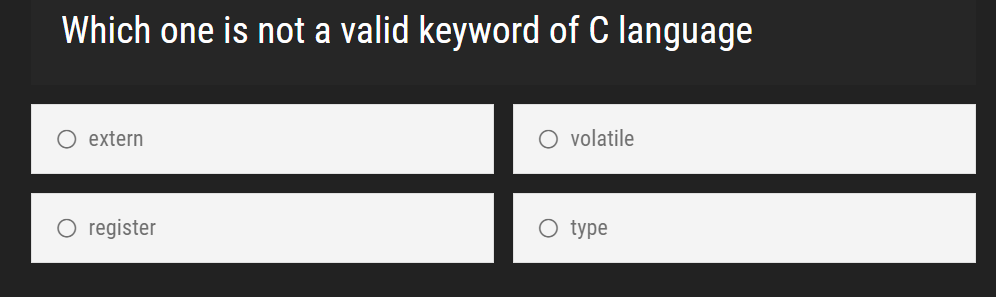 Which one is not a valid keyword of C language
extern
volatile
register
type